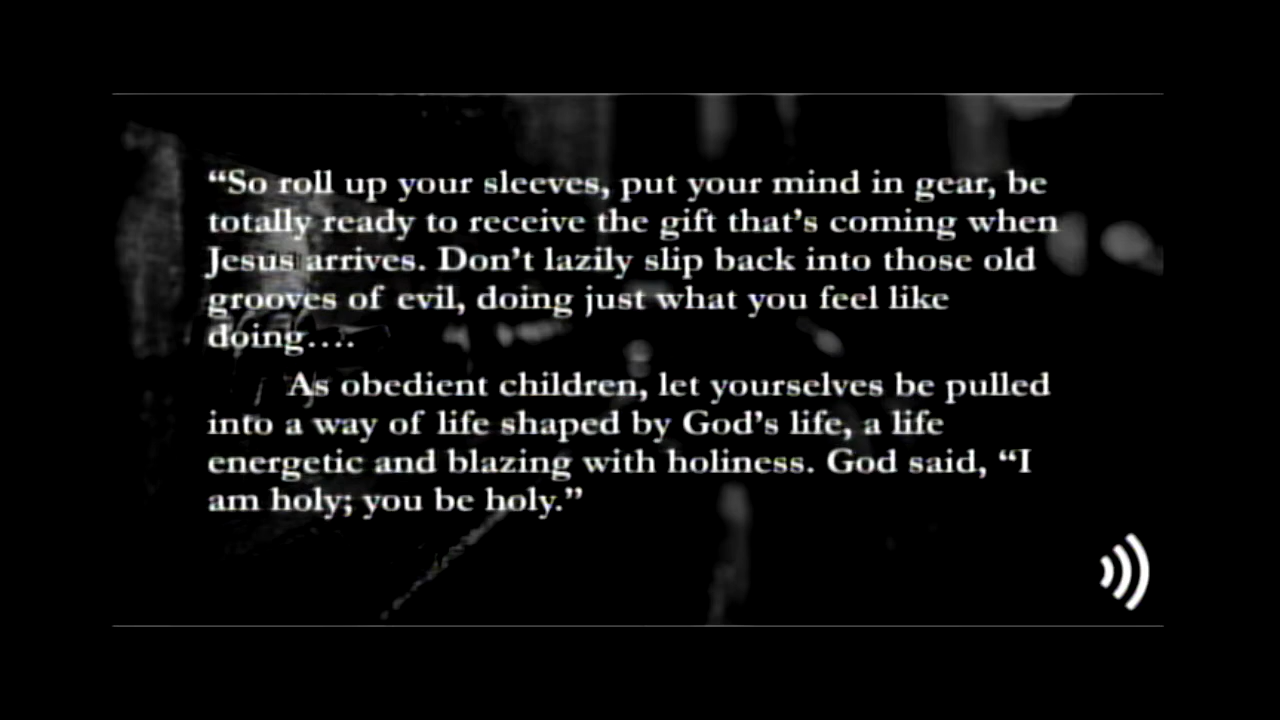 “So roll up your sleeves, put your mind in gear, be
totally ready to receive the gift that’s coming when
Jesus arrives. Don’t lazily slip back into those old
grooves of evil, doing just what you feel like
doing….
As obedient children, let yourselves be pulled
into a way of life shaped by God’s life, a life
energetic and blazing with holiness. God said, “I
am holy; you be holy.”